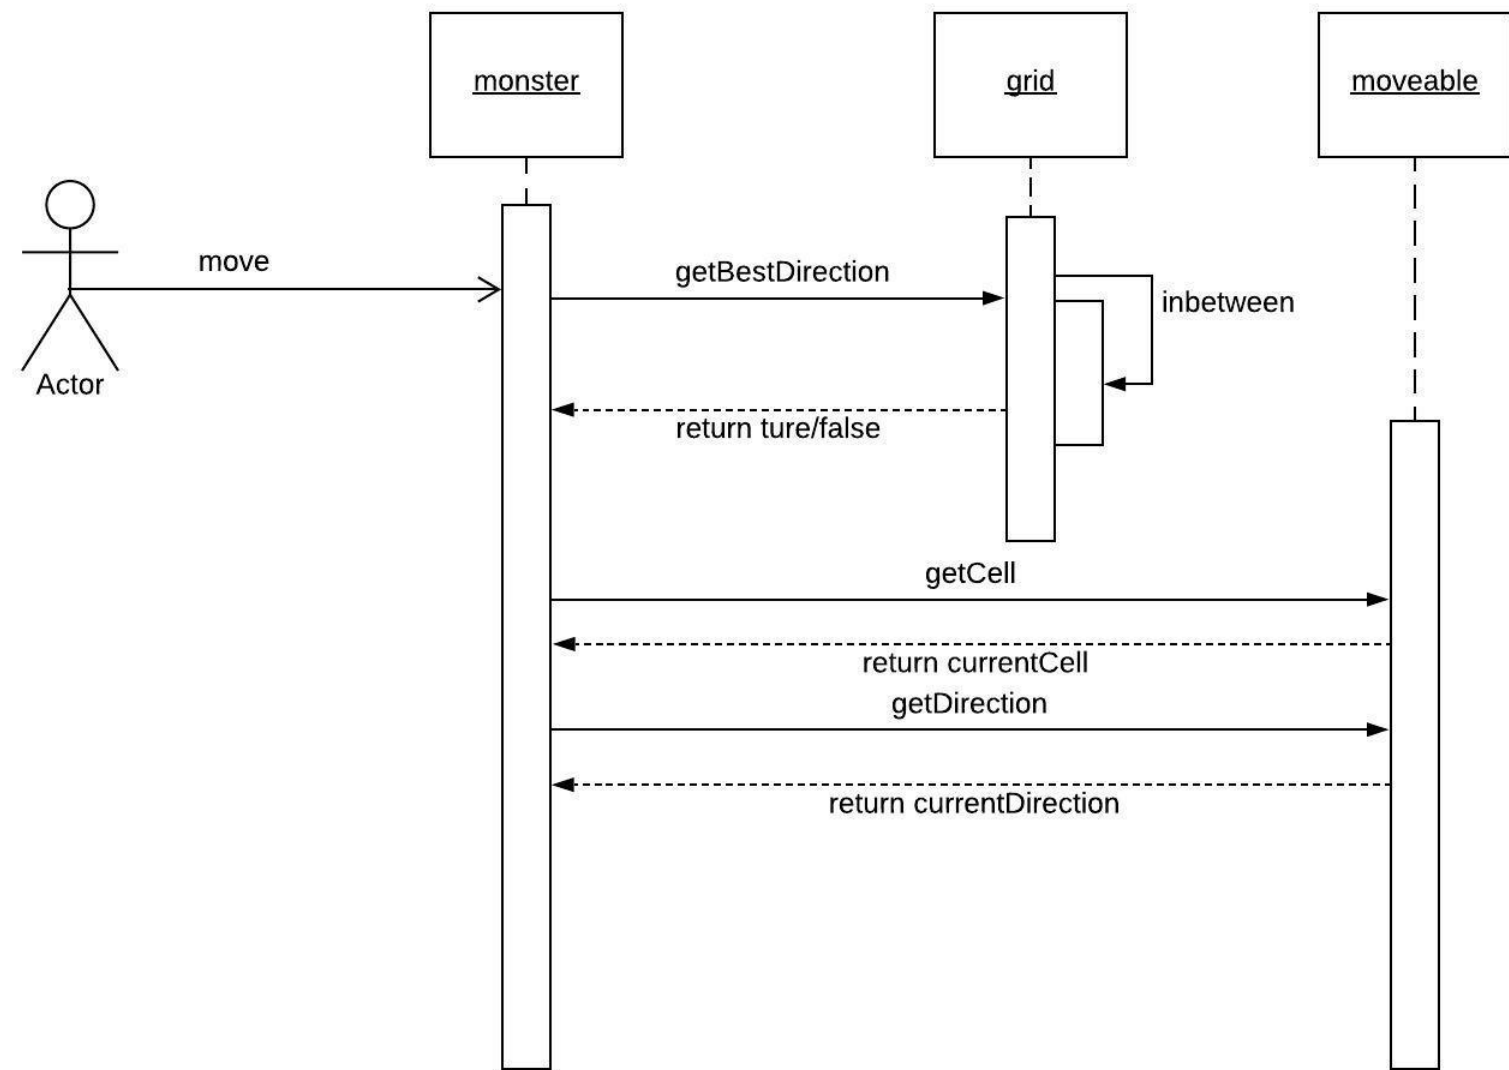 monster
grid
moveable
move
getBestDirection
inbetween
Actor
return ture/false
getCell
return currentCell
getDirection
return currentDirection